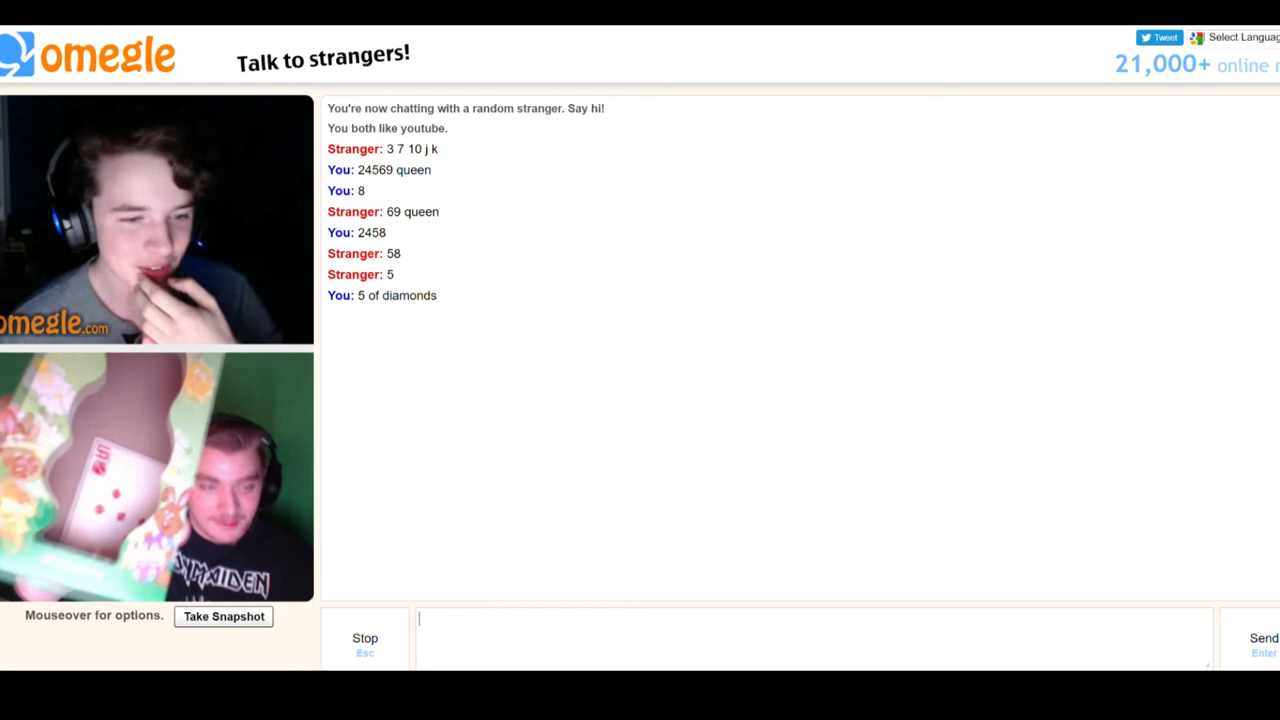 omegle
Talk to strangers!
Tweet
Select Languag
21,000+ online n
You're now chatting with a random stranger. Say hi!
You both like youtube.
Stranger: 3 7 10 j k
You: 24569 queen
You: 8
Stranger: 69 queen
You: 2458
Stranger: 58
Stranger: 5
You: 5 of diamonds
omegle.com
MAIDEN
Mouseover for options.
Take Snapshot
Stop
Esc
Send
Enter